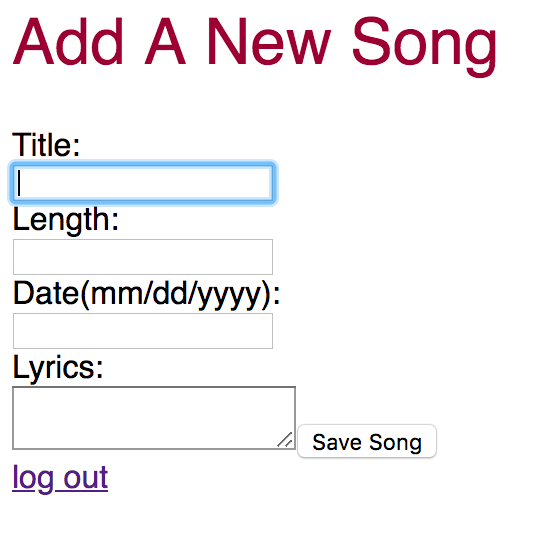 Add A New Song
Title:
Length:
Date(mm/dd/yyyy):
Lyrics:
Save Song
log out